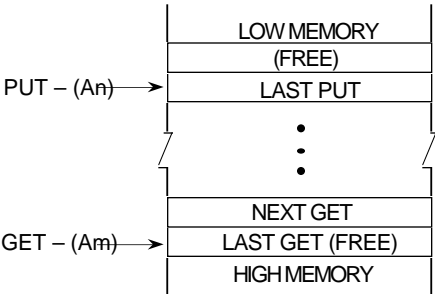 LOW MEMORY
(FREE)
PUT – (An)
LAST PUT
NEXT GET
GET – (Am)
LAST GET (FREE)
HIGH MEMORY